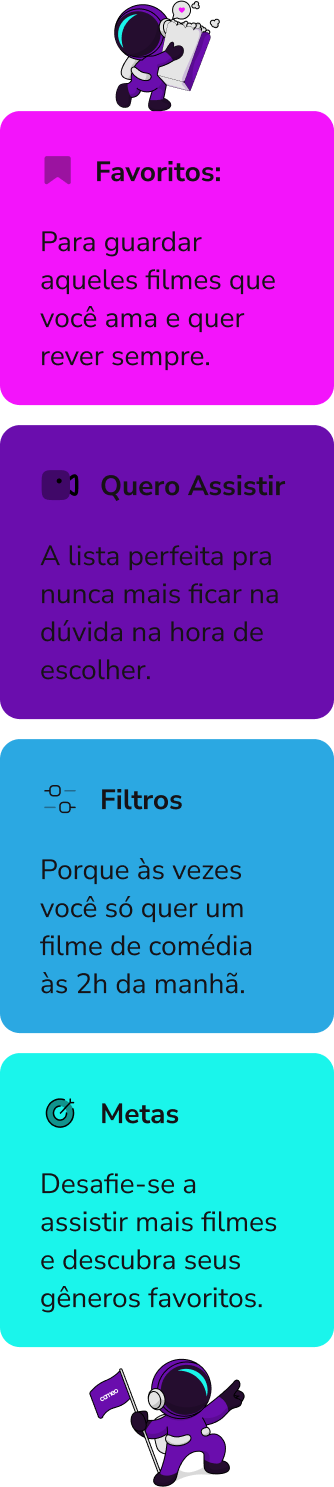 Favoritos:
Para guardar
aqueles filmes que
você ama e quer
rever sempre.
Quero Assistir
A lista perfeita pra
nunca mais ficar na
dúvida na hora de
escolher.
Filtros
Porque às vezes
você só quer um
filme de comédia
às 2h da manhã.
Metas
Desafie-se a
assistir mais filmes
e descubra seus
gêneros favoritos.
cameo